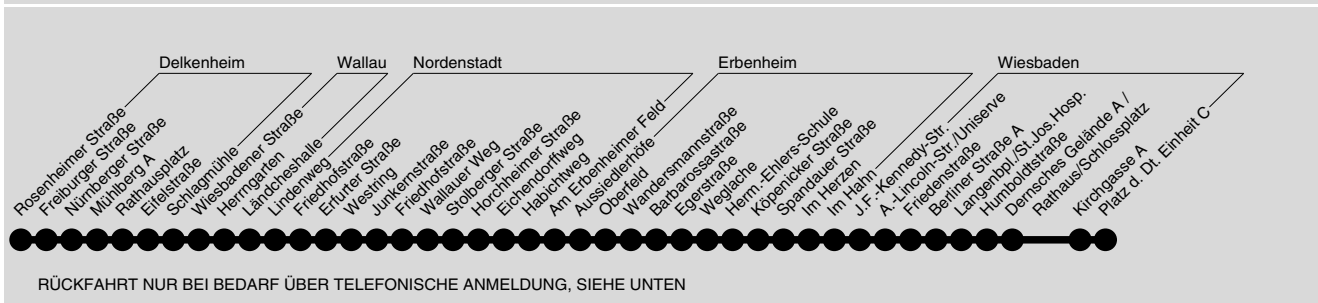 Delkenheim
Wallau
Nordenstadt
Erbenheim
Wiesbaden
Rosenheimer Straße
Freiburger Straße
Nürnberger Straße
Mühlberg A
Rathausplatz
Eifelstraße
Schlagmühle
Wiesbadener Straße
Herrngarten
Ländcheshalle
Lindenweg
Friedhofstraße
Erfurter Straße
Westring
Junkernstraße
Friedhofstraße
Wallauer Weg
Stolberger Straße
Horchheimer Straße
Eichendorffweg
Habichtweg
Am Erbenheimer Feld
Aussiedlerhöfe
Oberfeld
Wandersmannstraße
Barbarossastraße
Egerstraße
Weglache
Herm.-Ehlers-Schule
Köpenicker Straße
Spandauer Straße
Im Herzen
Im Hahn
J.F.-Kennedy-Str.
A.-Lincoln-Str./Uniserve
Friedenstraße A
Berliner Straße A
Langenbpl./St.Jos.Hosp.
Humboldtstraße
Dernsches Gelände A /
Rathaus/Schlossplatz
Kirchgasse A
Platz d. Dt. Einheit C
RÜCKFAHRT NUR BEI BEDARF ÜBER TELEFONISCHE ANMELDUNG, SIEHE UNTEN